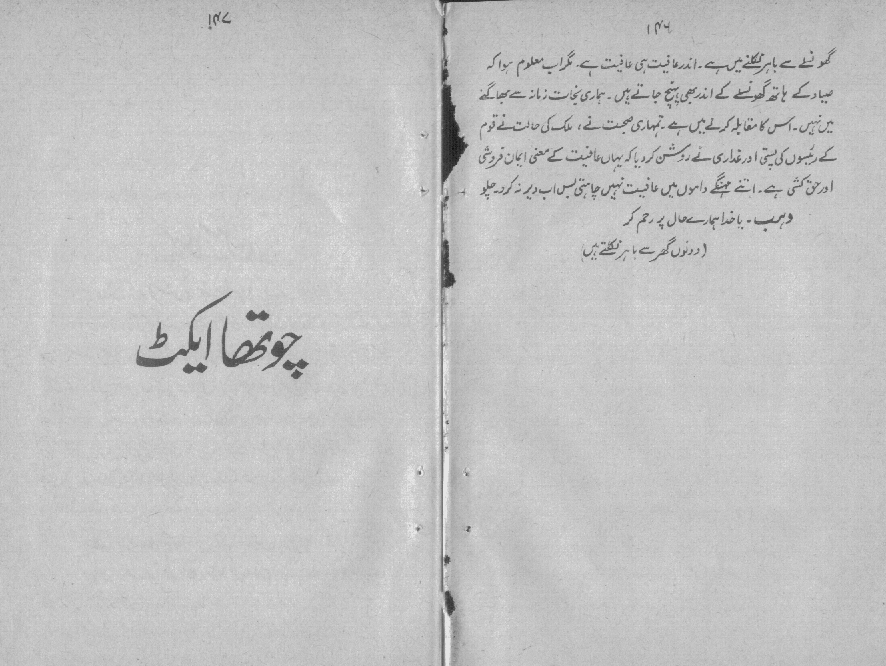 ۱۴۶
گھونسلے سے باہر نکلنے میں ہے۔ اندر عافیت ہی عافیت ہے۔ مگر اب معلوم ہوا کہ
صیاد کے ہاتھ گھونسلے کے اندر بھی پہنچ جاتے ہیں۔ ہماری نجات زمانہ سے بھاگنے
میں نہیں۔ اس کا مقابلہ کرنے میں ہے۔ تمہاری صحبت نے، ملک کی حالت نے قوم
کے رئیسوں کی پستی اور غداری نے روشن کر دیا کہ یہاں عافیت کے معنی ایمان فروشی
اور حق کشی ہے۔ اتنے مہنگے داموں میں عافیت نہیں چاہتی بس اب دیر نہ کرو۔ چلو
وہب۔ یا خدا ہمارے حال پر رحم کر
(دونوں گھر سے باہر نکلتے ہیں)
۱۴۷
چوتھا ایکٹ